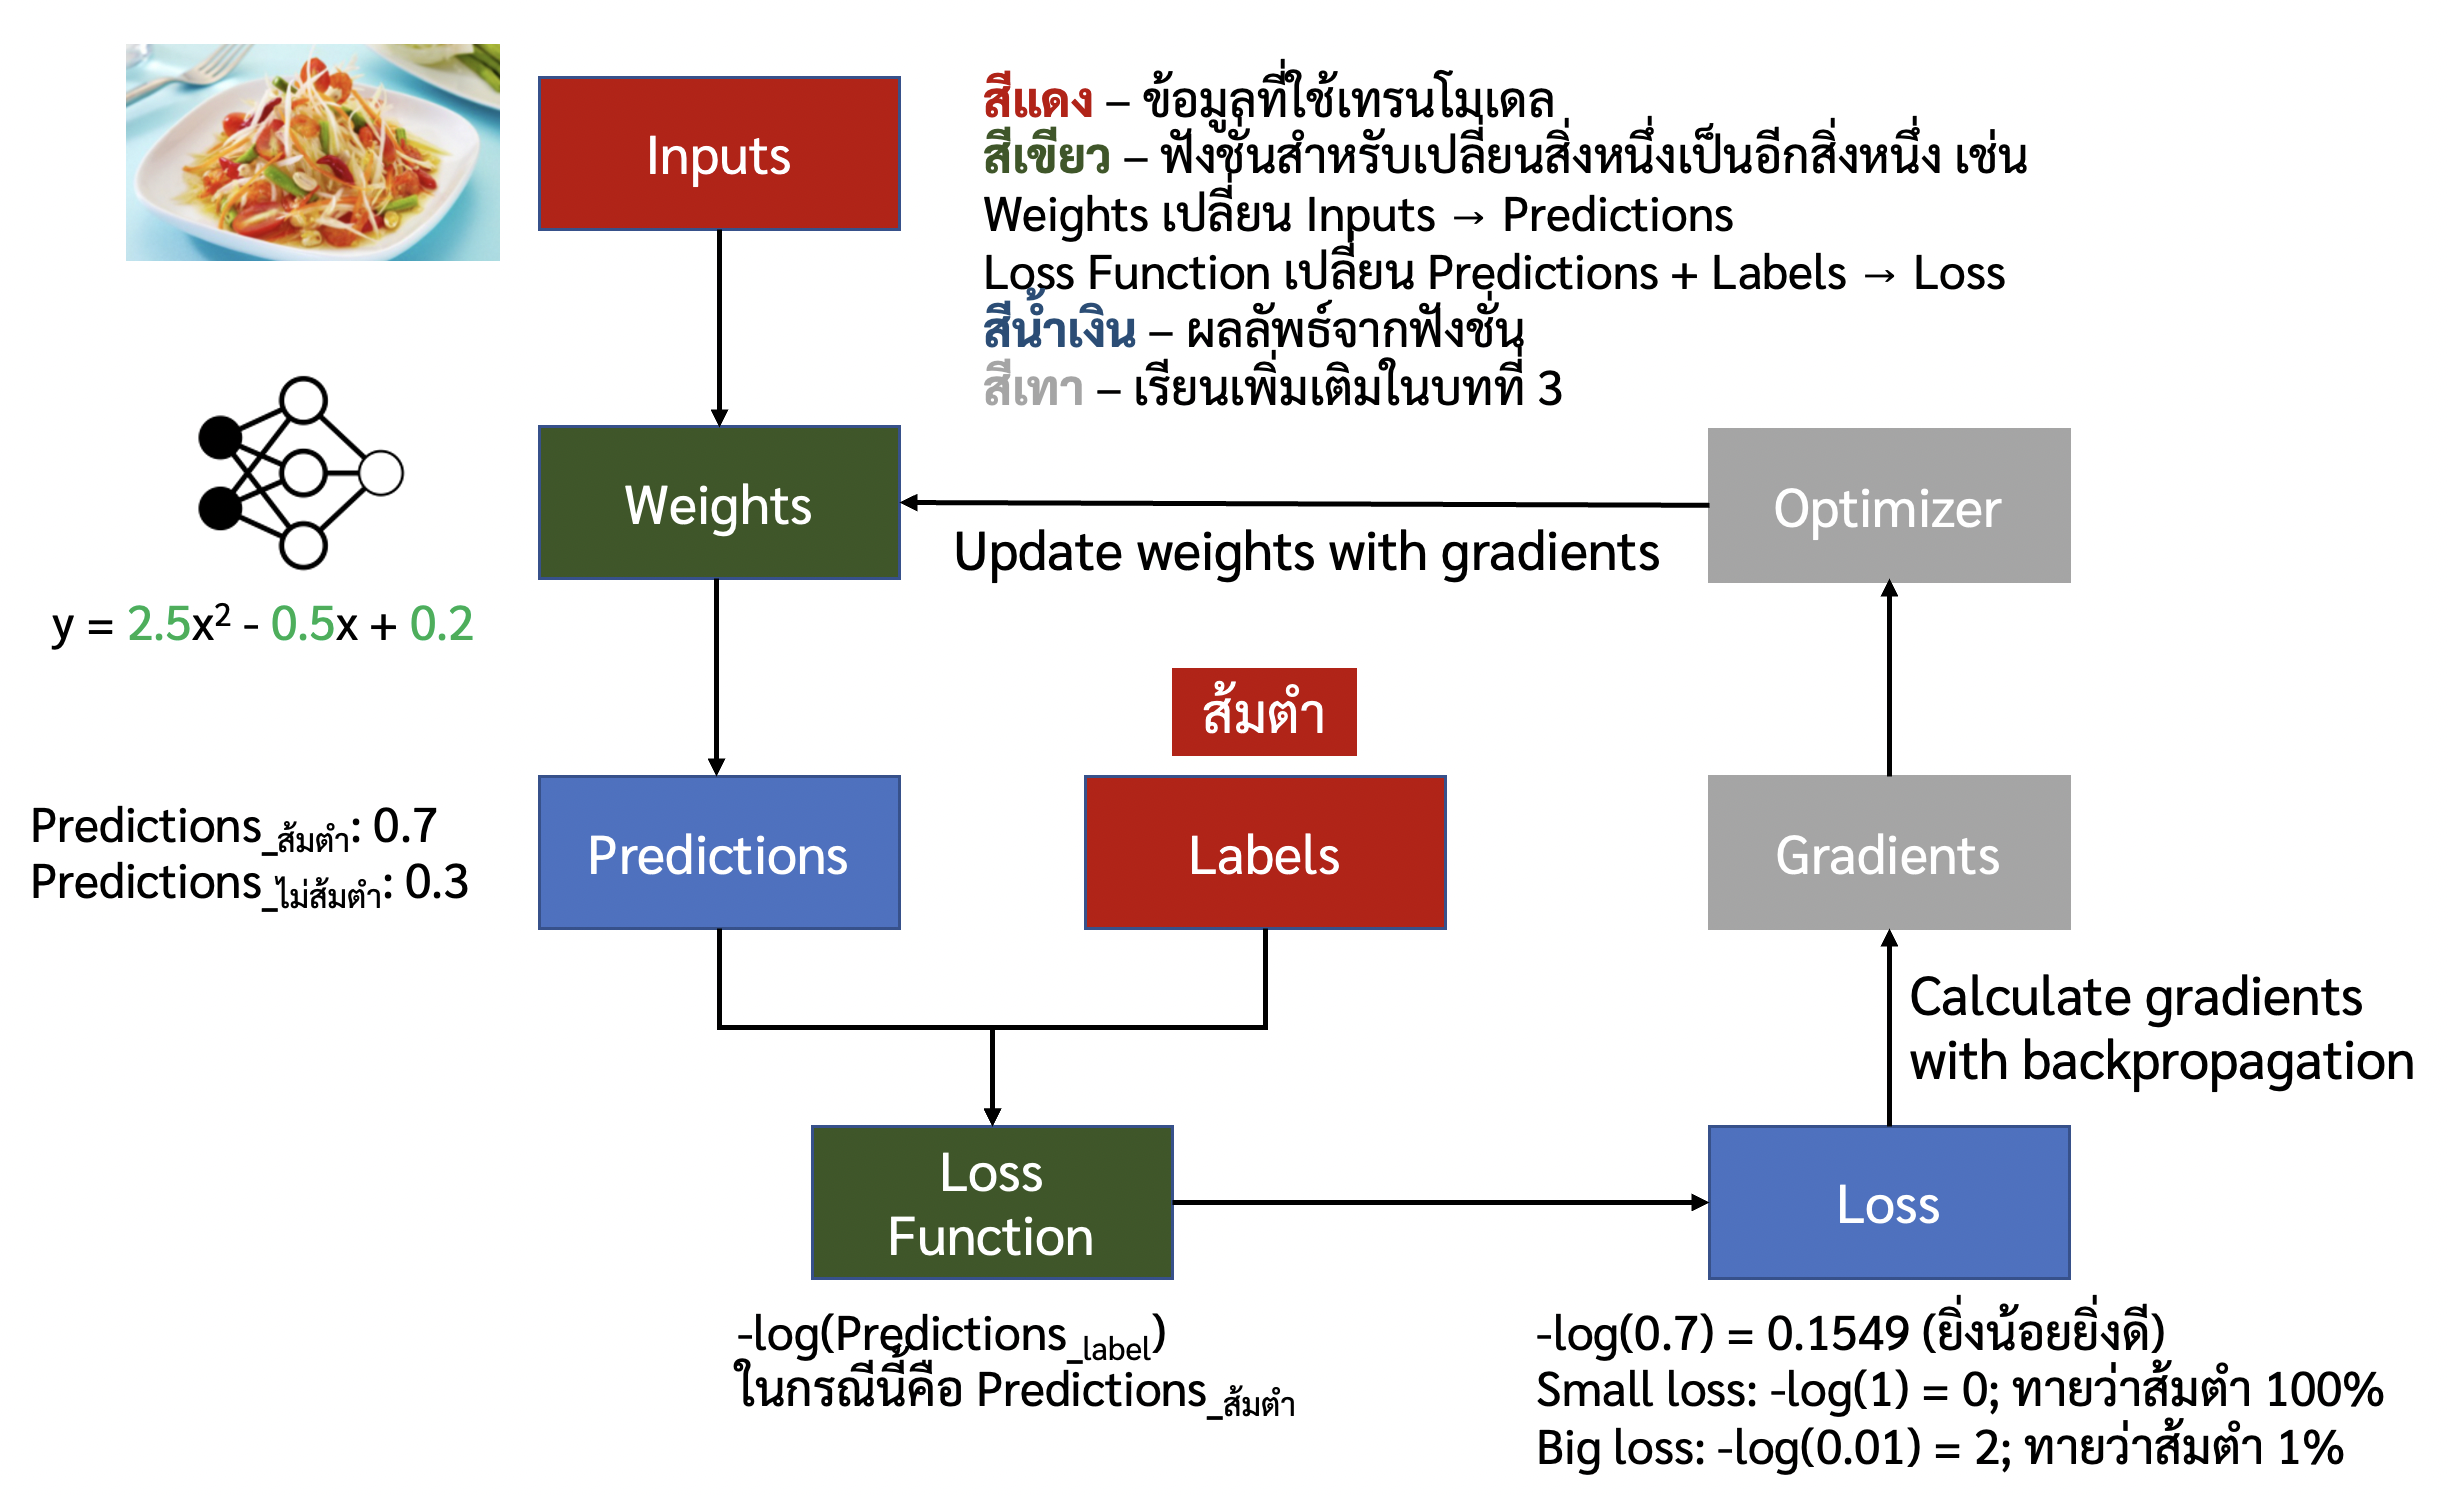 Inputs
สีแดง – ข้อมูลที่ใช้เทรนโมเดล
สีเขียว – ฟังชั่นสำหรับเปลี่ยนสิ่งหนึ่งเป็นอีกสิ่งหนึ่ง เช่น
Weights เปลี่ยน Inputs → Predictions
Loss Function เปลี่ยน Predictions + Labels → Loss
สีน้ำเงิน – ผลลัพธ์จากฟังชั่น
สีเทา – เรียนเพิ่มเติมในบทที่ 3
Weights
Optimizer
Update weights with gradients
y = 2.5x² - 0.5x + 0.2
ส้มตำ
Predictions_ส้มตำ: 0.7
Predictions_ไม่ส้มตำ: 0.3
Predictions
Labels
Gradients
Calculate gradients
with backpropagation
Loss
Function
Loss
-log(Predictions_label)
ในกรณีนี้คือ Predictions_ส้มตำ
-log(0.7) = 0.1549 (ยิ่งน้อยยิ่งดี)
Small loss: -log(1) = 0; ทายว่าส้มตำ 100%
Big loss: -log(0.01) = 2; ทายว่าส้มตำ 1%